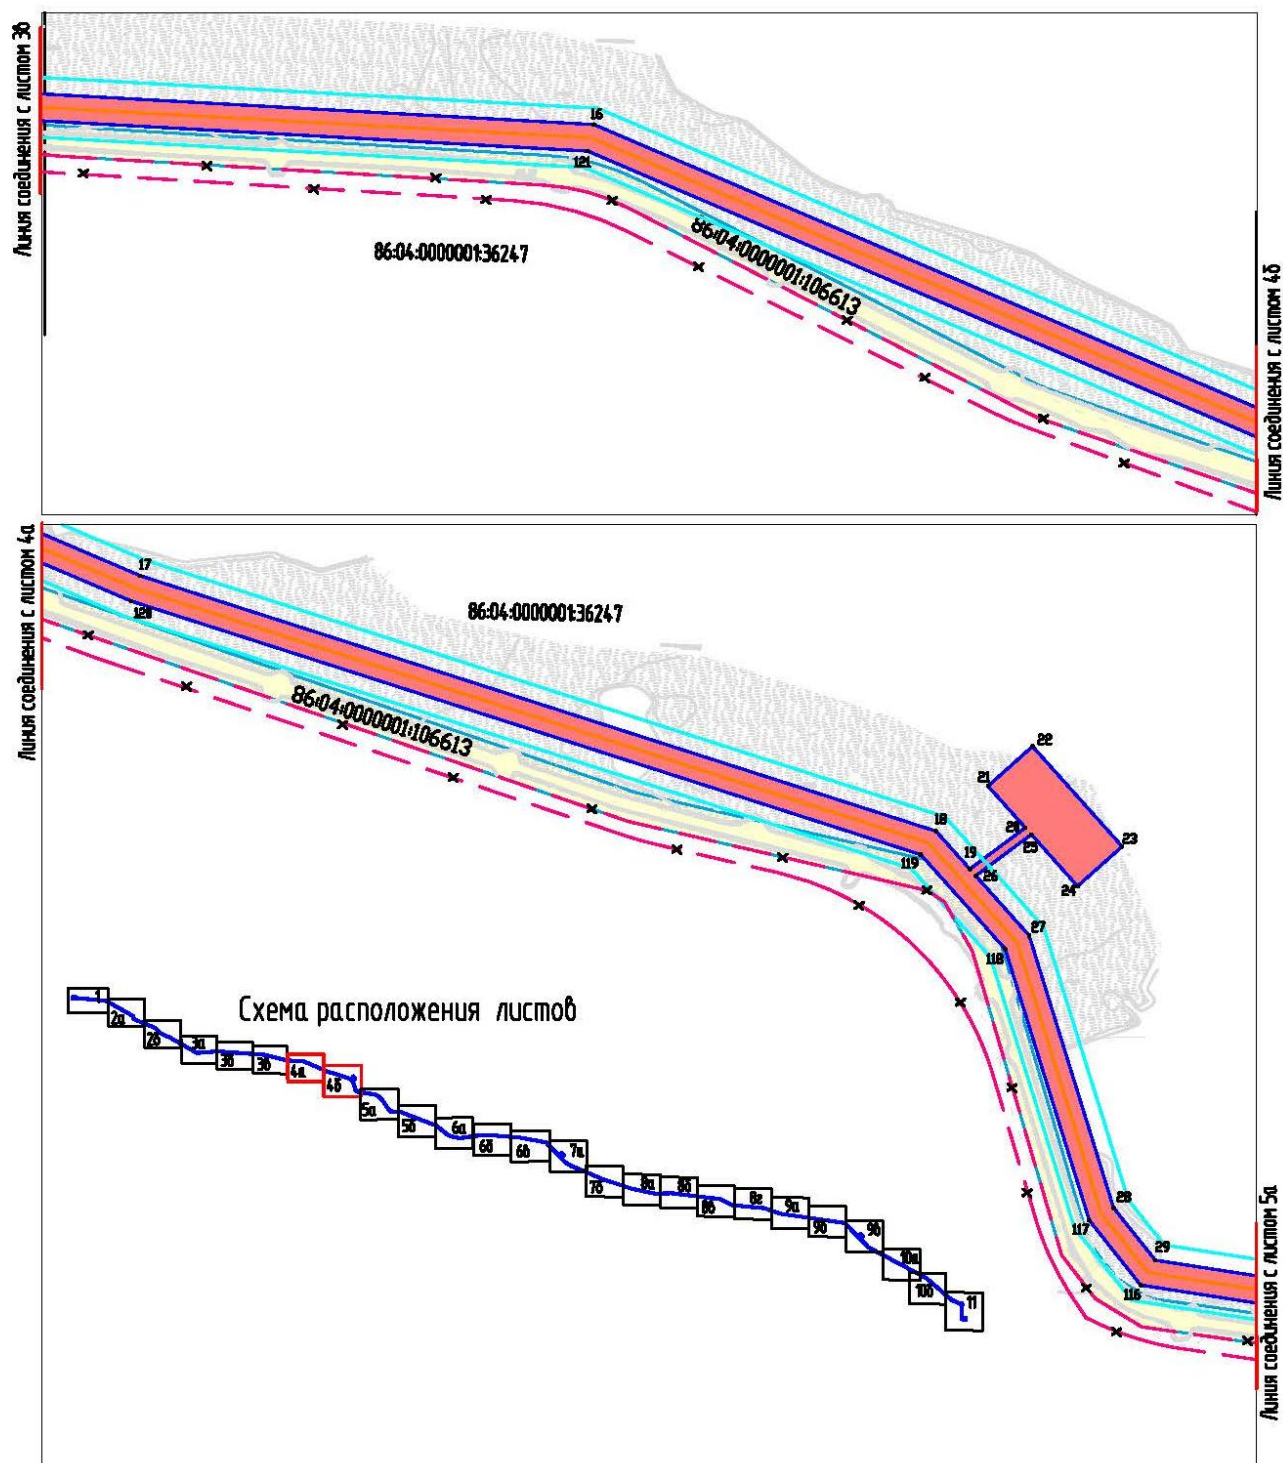 Линия соединения с листом 3в
16
121
86:04:0000001:36247
86:04:0000001:106613
Линия соединения с листом 4б
Линия соединения с листом 4а
17
120
86:04:0000001:36247
86:04:0000001:106613
22
21
18
20
25
23
119
19
26
24
27
118
Схема расположения листов
1
2а
2б
3а
3б
3в
4а
4б
5а
5б
6а
6б
6в
7а
7б
8а
8б
8в
8г
9а
9б
9в
10а
10б
11
28
117
29
116
Линия соединения с листом 5а